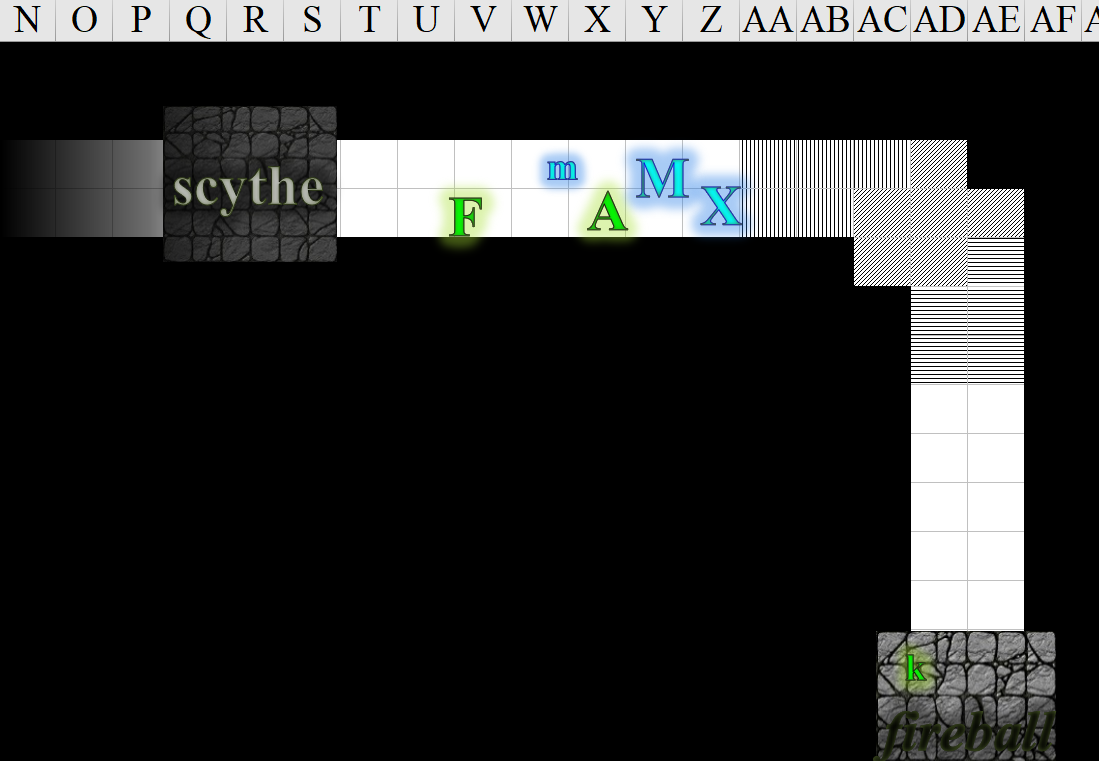 N O P Q R S T U V W X Y Z AA AB AC AD AE AF
m M
scythe F A X
k
fireball